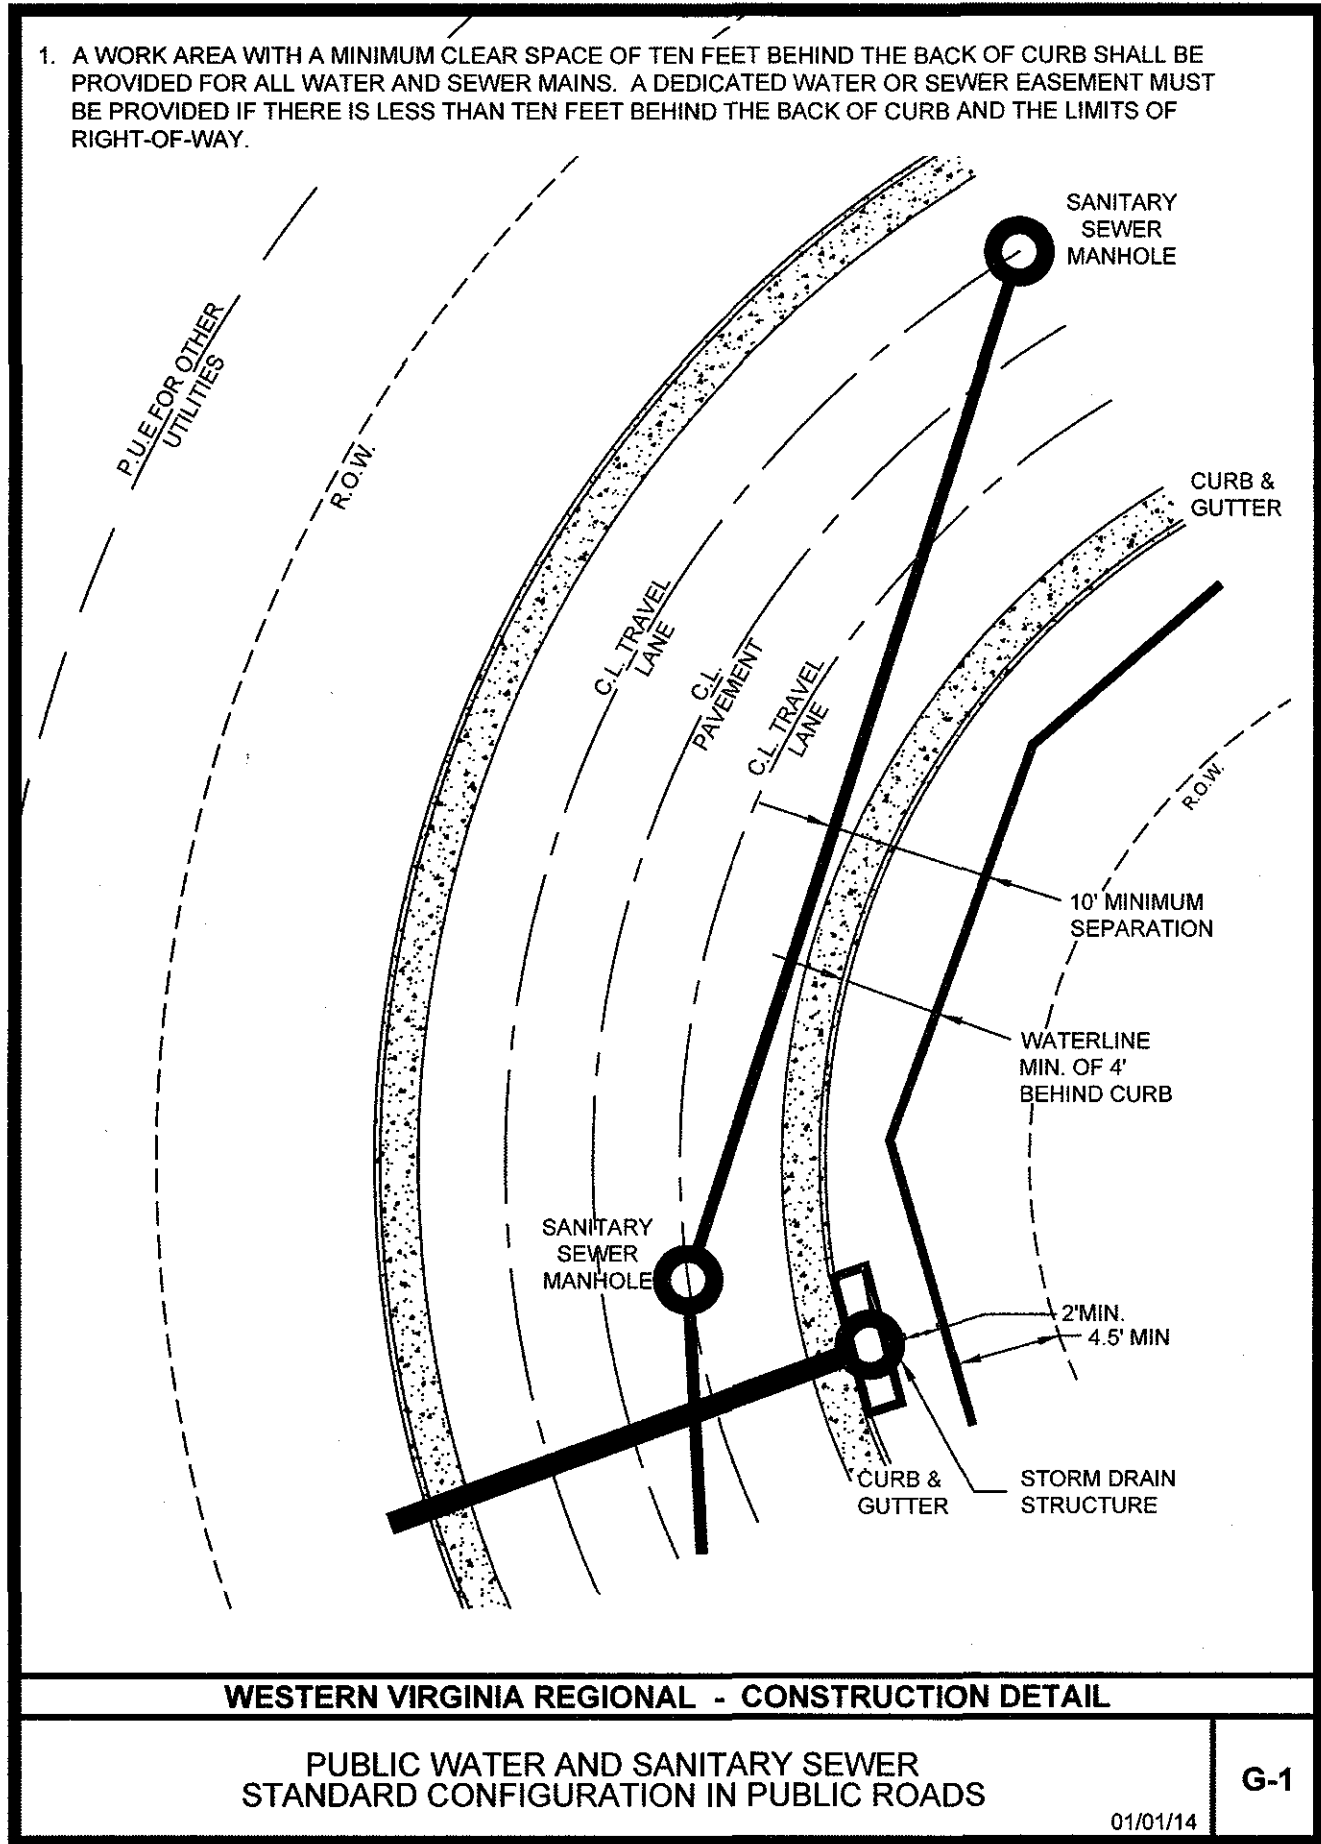 1. A WORK AREA WITH A MINIMUM CLEAR SPACE OF TEN FEET BEHIND THE BACK OF CURB SHALL BE
PROVIDED FOR ALL WATER AND SEWER MAINS. A DEDICATED WATER OR SEWER EASEMENT MUST
BE PROVIDED IF THERE IS LESS THAN TEN FEET BEHIND THE BACK OF CURB AND THE LIMITS OF
RIGHT-OF-WAY.
SANITARY
SEWER
MANHOLE
P.U.E FOR OTHER
UTILITIES
R.O.W.
CURB &
GUTTER
C.L. TRAVEL
LANE
C.L.
PAVEMENT
C.L. TRAVEL
LANE
R.O.W.
10' MINIMUM
SEPARATION
WATERLINE
MIN. OF 4'
BEHIND CURB
SANITARY
SEWER
MANHOLE
2'MIN.
4.5' MIN
CURB &
GUTTER
STORM DRAIN
STRUCTURE
WESTERN VIRGINIA REGIONAL - CONSTRUCTION DETAIL
PUBLIC WATER AND SANITARY SEWER
STANDARD CONFIGURATION IN PUBLIC ROADS
01/01/14
G-1